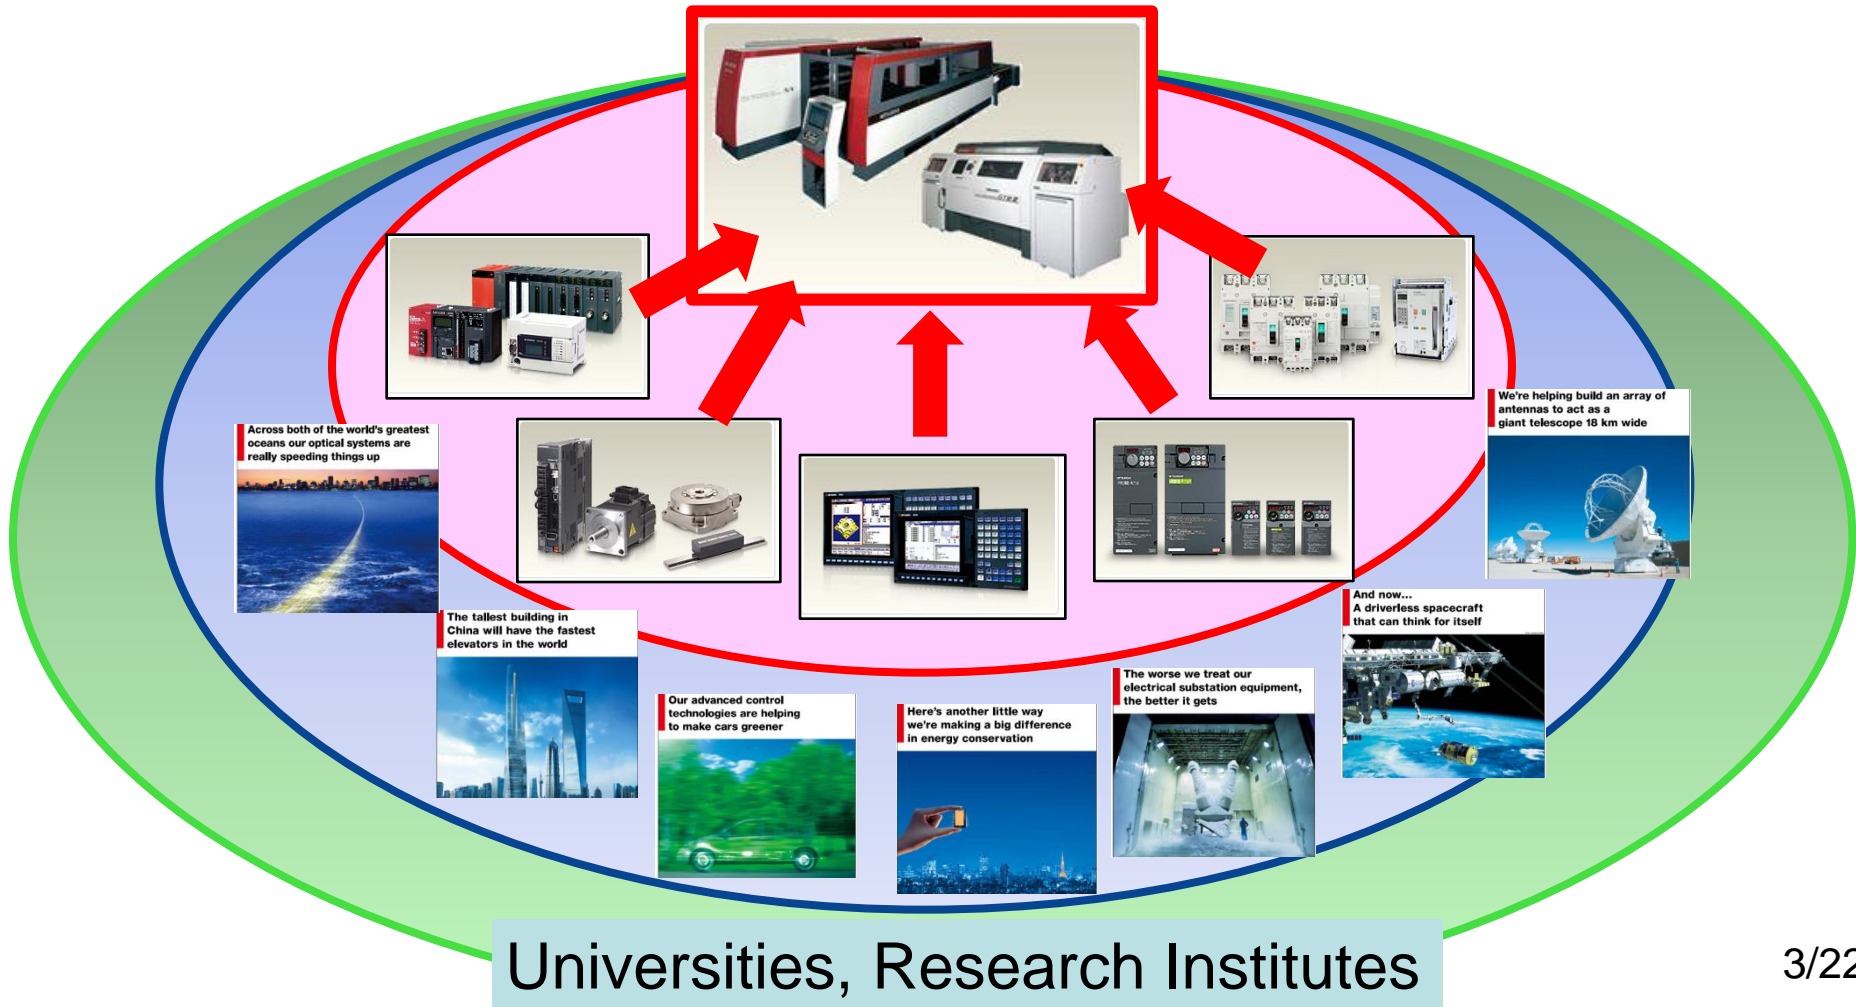 Across both of the world's greatest
oceans our optical systems are
really speeding things up
We're helping build an array of
antennas to act as a
giant telescope 18 km wide
The tallest building in
China will have the fastest
elevators in the world
And now...
A driverless spacecraft
that can think for itself
Our advanced control
technologies are helping
to make cars greener
Here's another little way
we're making a big difference
in energy conservation
The worse we treat our
electrical substation equipment,
the better it gets
Universities, Research Institutes
3/22